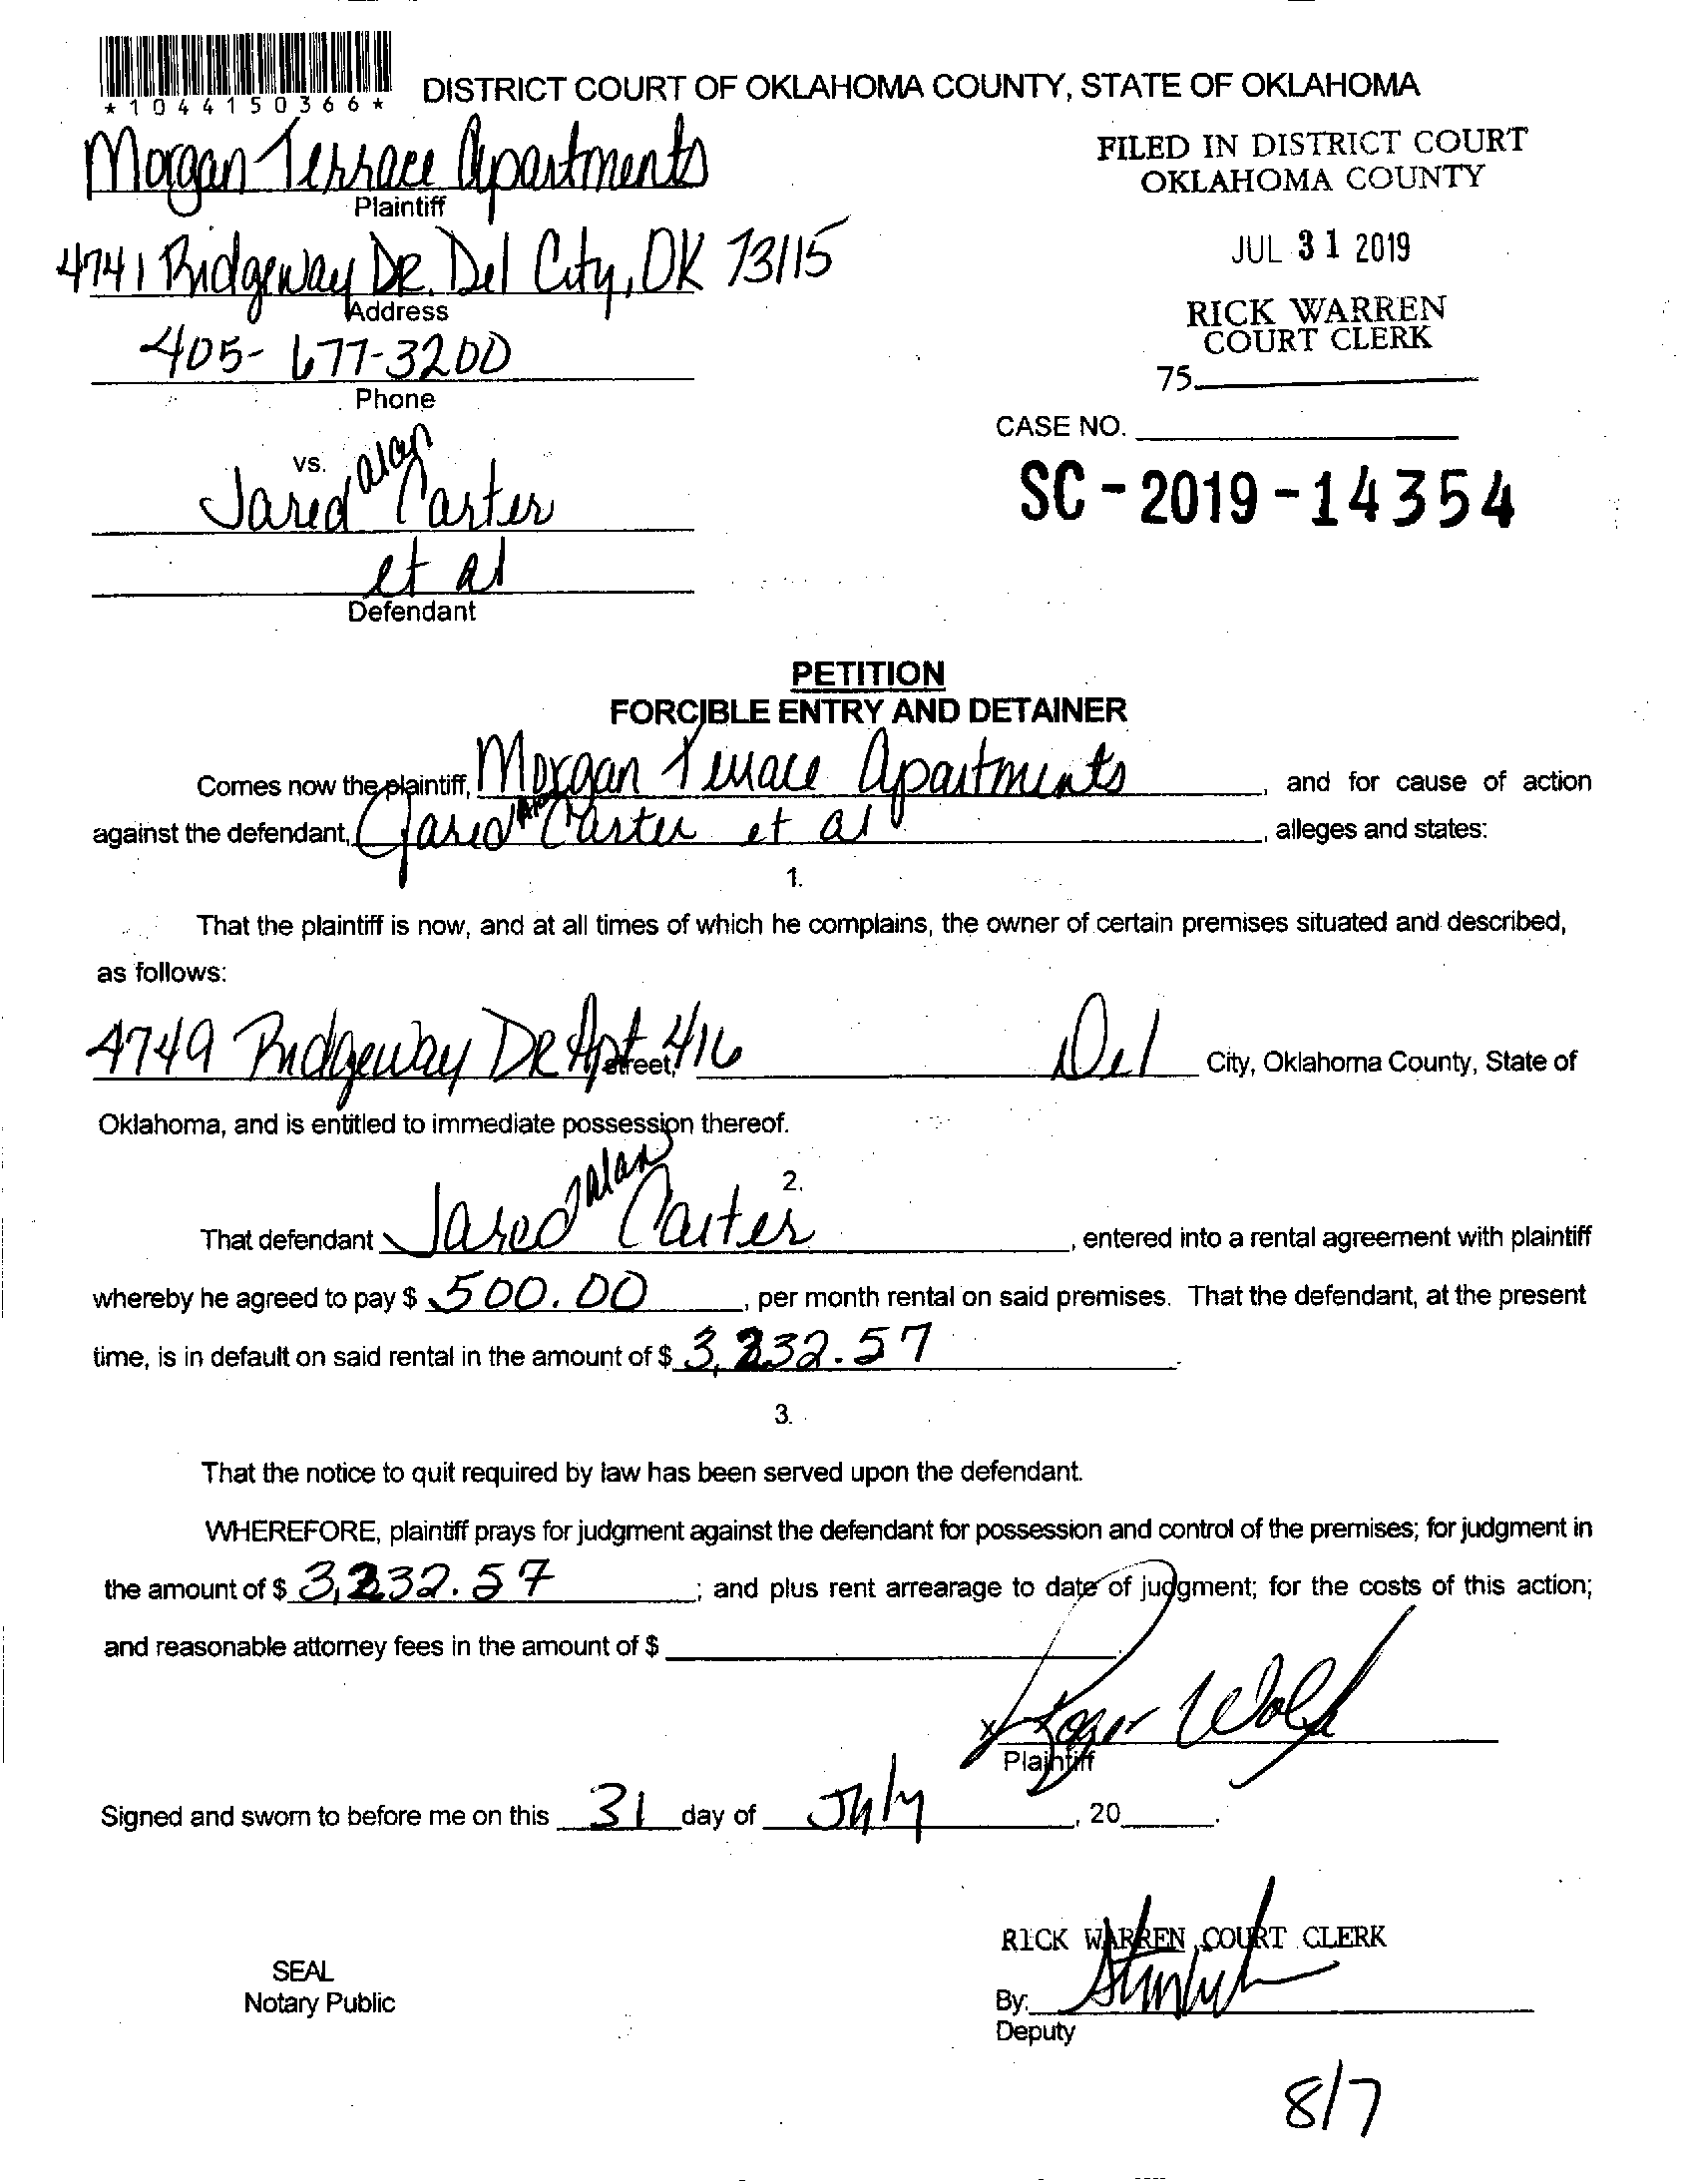 *1044150366*
DISTRICT COURT OF OKLAHOMA COUNTY, STATE OF OKLAHOMA
Morgan Terrace Apartments
Plaintiff
FILED IN DISTRICT COURT
OKLAHOMA COUNTY
4741 Ridgeway DR. Del City, OK 73115
Address
JUL 31 2019
405-677-3200
Phone
RICK WARREN
COURT CLERK
75
CASE NO.
SC-2019-14354
vs.
Jared alan Carter
et al
Defendant
PETITION
FORCIBLE ENTRY AND DETAINER
Comes now the plaintiff, Morgan Terrace Apartments, and for cause of action
against the defendant, Jared Alan Carter et al, alleges and states:
1.
That the plaintiff is now, and at all times of which he complains, the owner of certain premises situated and described,
as follows:
4749 Ridgeway DR Apt 416 Street, Del City, Oklahoma County, State of
Oklahoma, and is entitled to immediate possession thereof.
2.
That defendant Jared alan Carter, entered into a rental agreement with plaintiff
whereby he agreed to pay $ 500.00, per month rental on said premises. That the defendant, at the present
time, is in default on said rental in the amount of $ 3,232.57
3.
That the notice to quit required by law has been served upon the defendant.
WHEREFORE, plaintiff prays for judgment against the defendant for possession and control of the premises; for judgment in
the amount of $ 3,232.57; and plus rent arrearage to date of judgment; for the costs of this action;
and reasonable attorney fees in the amount of $
x Roger Wolf
Plaintiff
Signed and sworn to before me on this 31 day of July, 20 .
RICK WARREN, COURT CLERK
SEAL
Notary Public
By:
Deputy
8/7